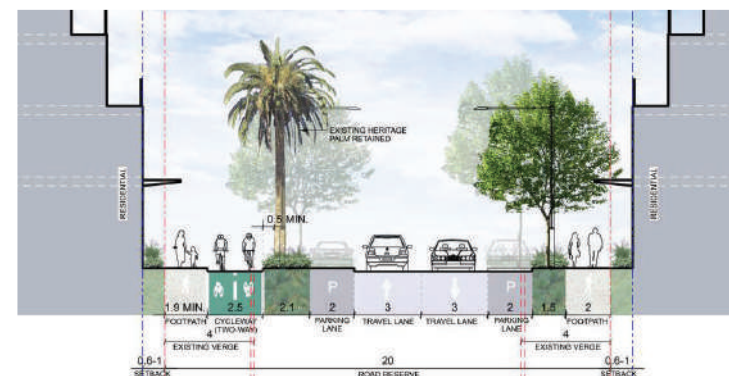 EXISTING HERITAGE
PALM RETAINED
RESIDENTIAL
RESIDENTIAL
0.5 MIN.
P
P
1.9 MIN. 2.5 2.1 2 3 3 2 1.5 2
FOOTPATH CYCLEWAY (TWO-WAY) PARKING LANE TRAVEL LANE TRAVEL LANE PARKING LANE FOOTPATH
4 4
EXISTING VERGE EXISTING VERGE
0.6-1 20 0.6-1
SETBACK ROAD RESERVE SETBACK